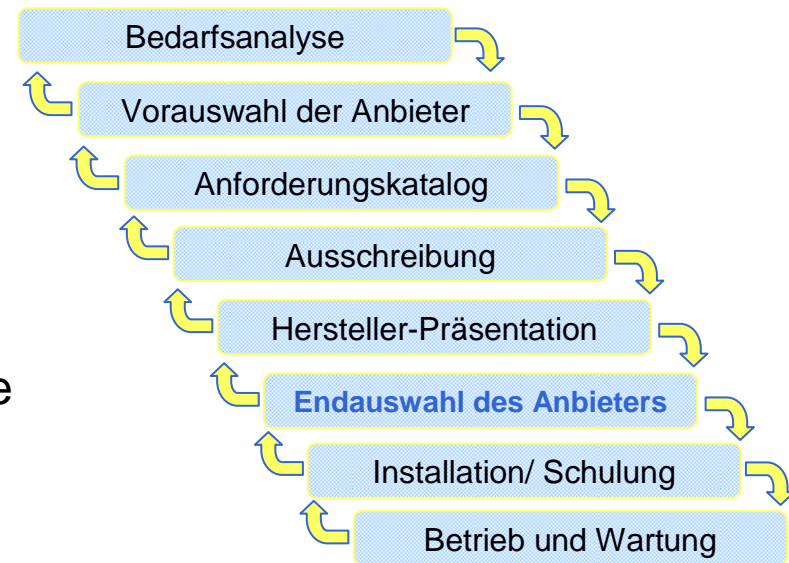 Bedarfsanalyse
Vorauswahl der Anbieter
Anforderungskatalog
Ausschreibung
Hersteller-Präsentation
e
Endauswahl des Anbieters
Installation/ Schulung
Betrieb und Wartung